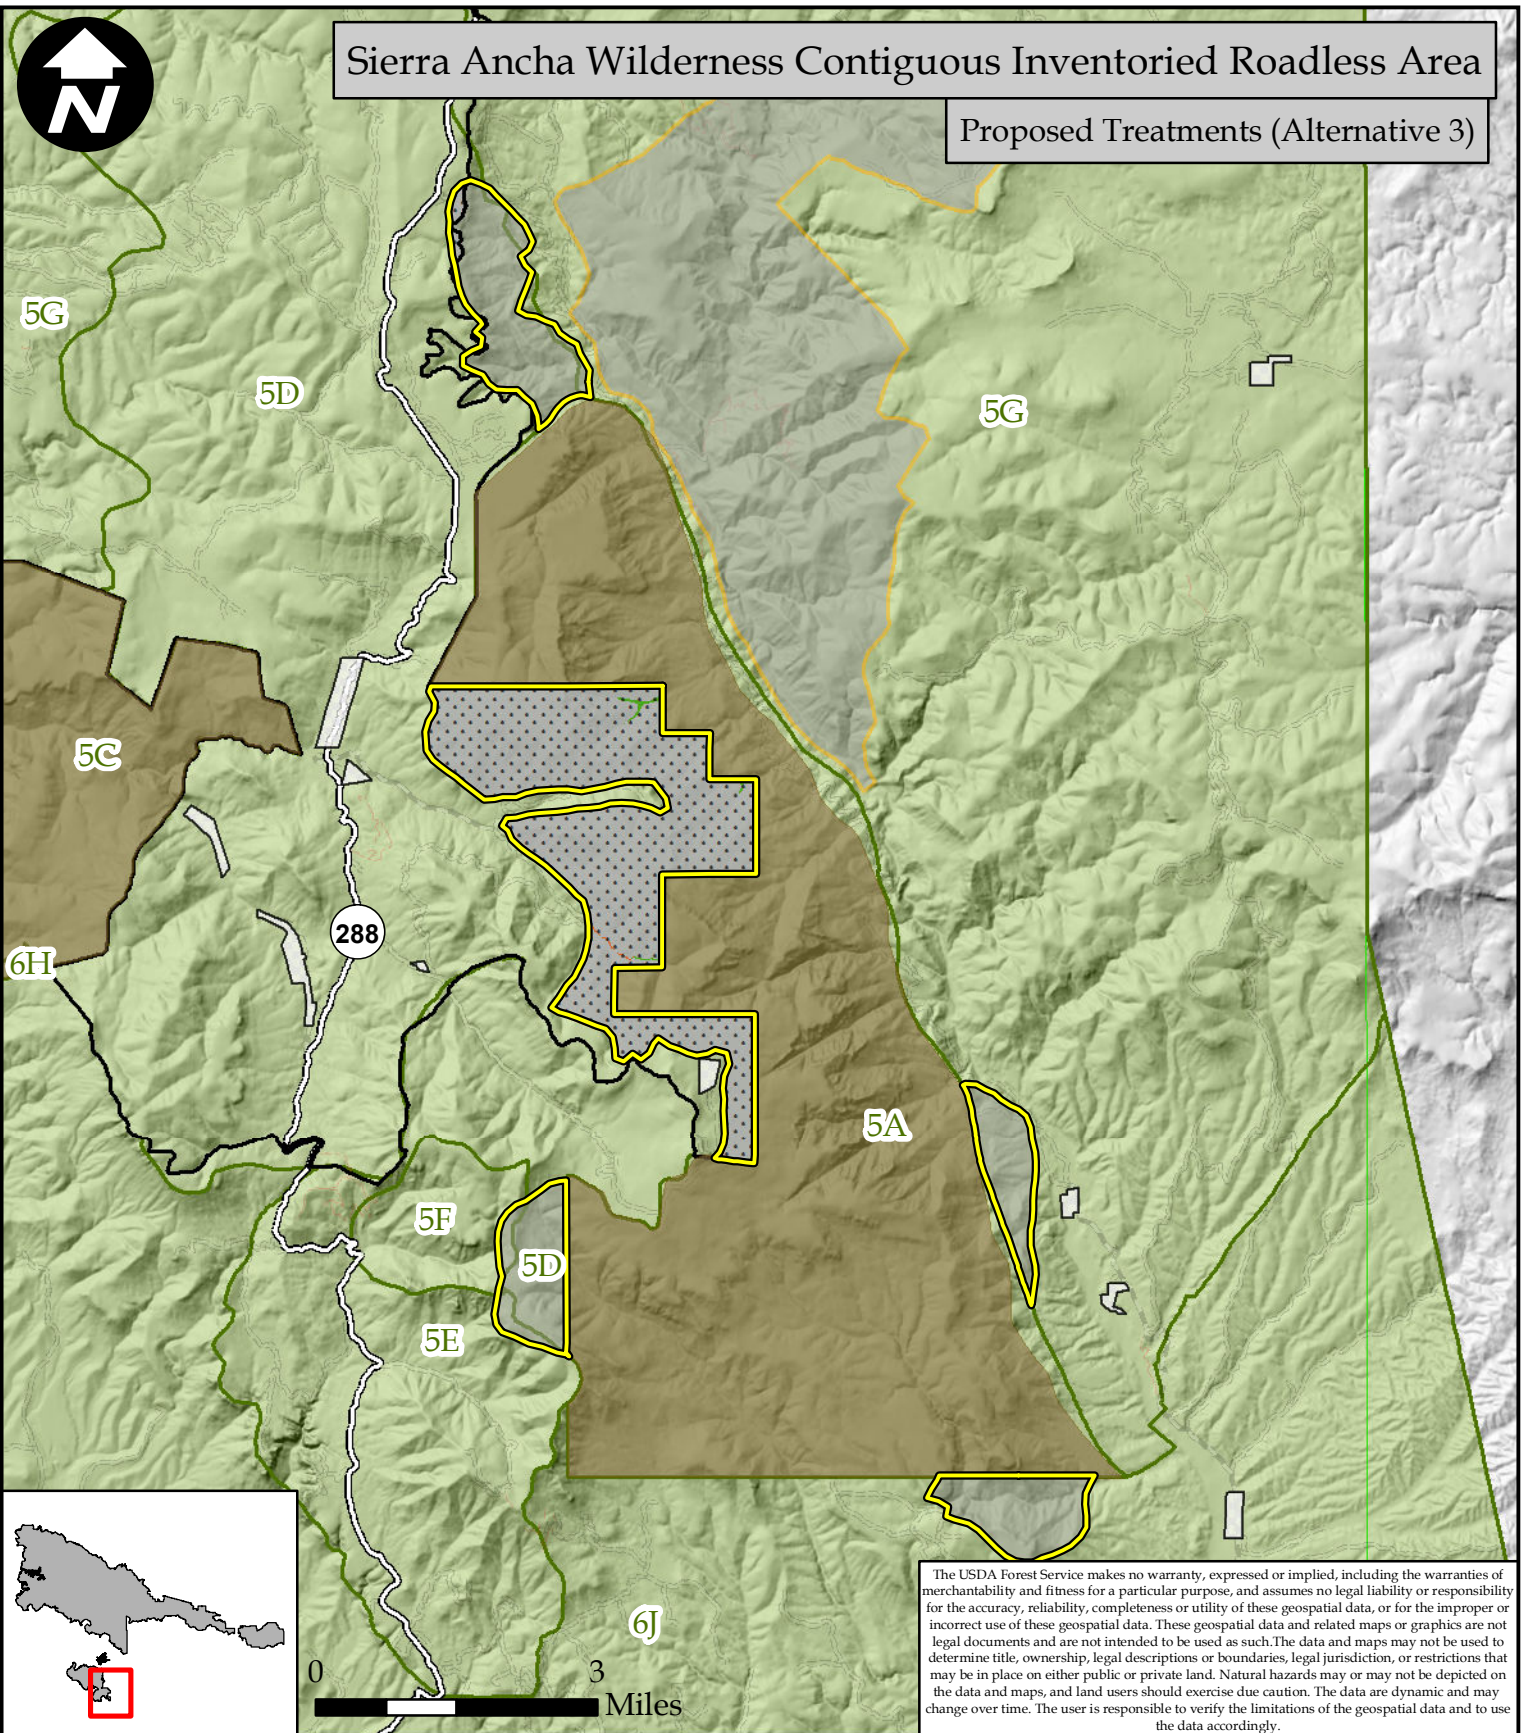 N
Sierra Ancha Wilderness Contiguous Inventoried Roadless Area
Proposed Treatments (Alternative 3)
5G
5D
5G
5C
288
6H
5A
5F
5D
5E
6J
0 3
Miles
The USDA Forest Service makes no warranty, expressed or implied, including the warranties of
merchantability and fitness for a particular purpose, and assumes no legal liability or responsibility
for the accuracy, reliability, completeness or utility of these geospatial data, or for the improper or
incorrect use of these geospatial data. These geospatial data and related maps or graphics are not
legal documents and are not intended to be used as such.The data and maps may not be used to
determine title, ownership, legal descriptions or boundaries, legal jurisdiction, or restrictions that
may be in place on either public or private land. Natural hazards may or may not be depicted on
the data and maps, and land users should exercise due caution. The data are dynamic and may
change over time. The user is responsible to verify the limitations of the geospatial data and to use
the data accordingly.